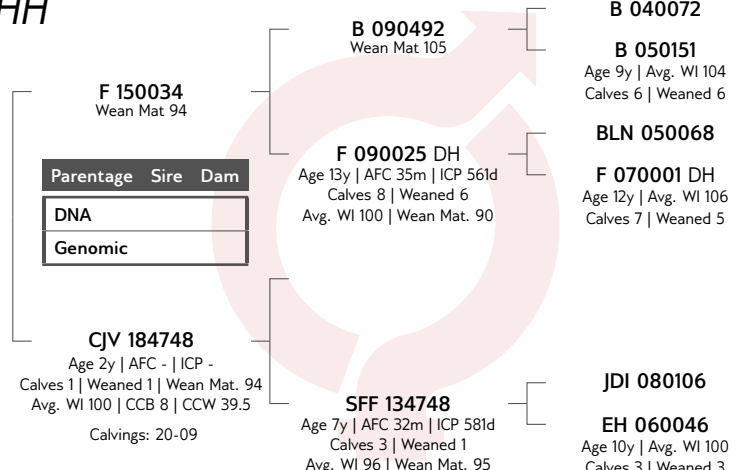 HH
F 150034
Wean Mat 94
Parentage Sire Dam
DNA
Genomic
CJV 184748
Age 2y | AFC - | ICP -
Calves 1 | Weaned 1 | Wean Mat. 94
Avg. WI 100 | CCB 8 | CCW 39.5
Calvings: 20-09
B 090492
Wean Mat 105
F 090025 DH
Age 13y | AFC 35m | ICP 561d
Calves 8 | Weaned 6
Avg. WI 100 | Wean Mat. 90
SFF 134748
Age 7y | AFC 32m | ICP 581d
Calves 3 | Weaned 1
Avg. WI 96 | Wean Mat. 95
B 040072
B 050151
Age 9y | Avg. WI 104
Calves 6 | Weaned 6
BLN 050068
F 070001 DH
Age 12y | Avg. WI 106
Calves 7 | Weaned 5
JDI 080106
EH 060046
Age 10y | Avg. WI 100
Calves 3 | Weaned 3